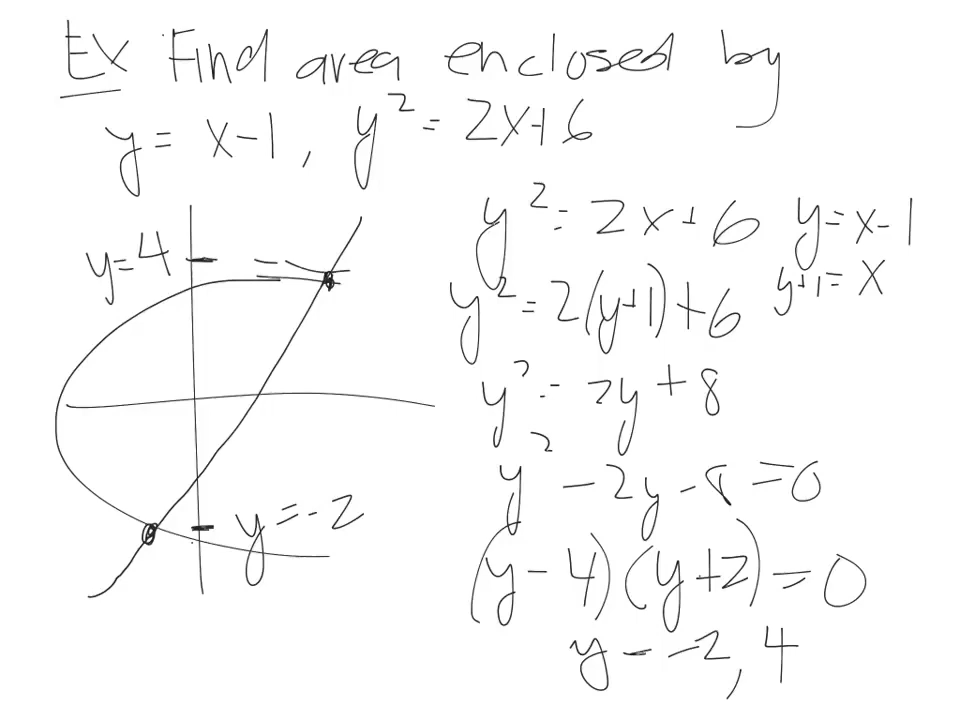 Ex Find area enclosed by
y = x-1, y² = 2x+6
y² = 2x+6 y=x-1
y+1=x
y² = 2(y+1)+6
y² = 2y+8
y² - 2y - 8 = 0
(y-4)(y+2) = 0
y = -2, 4
y=4
y=-2